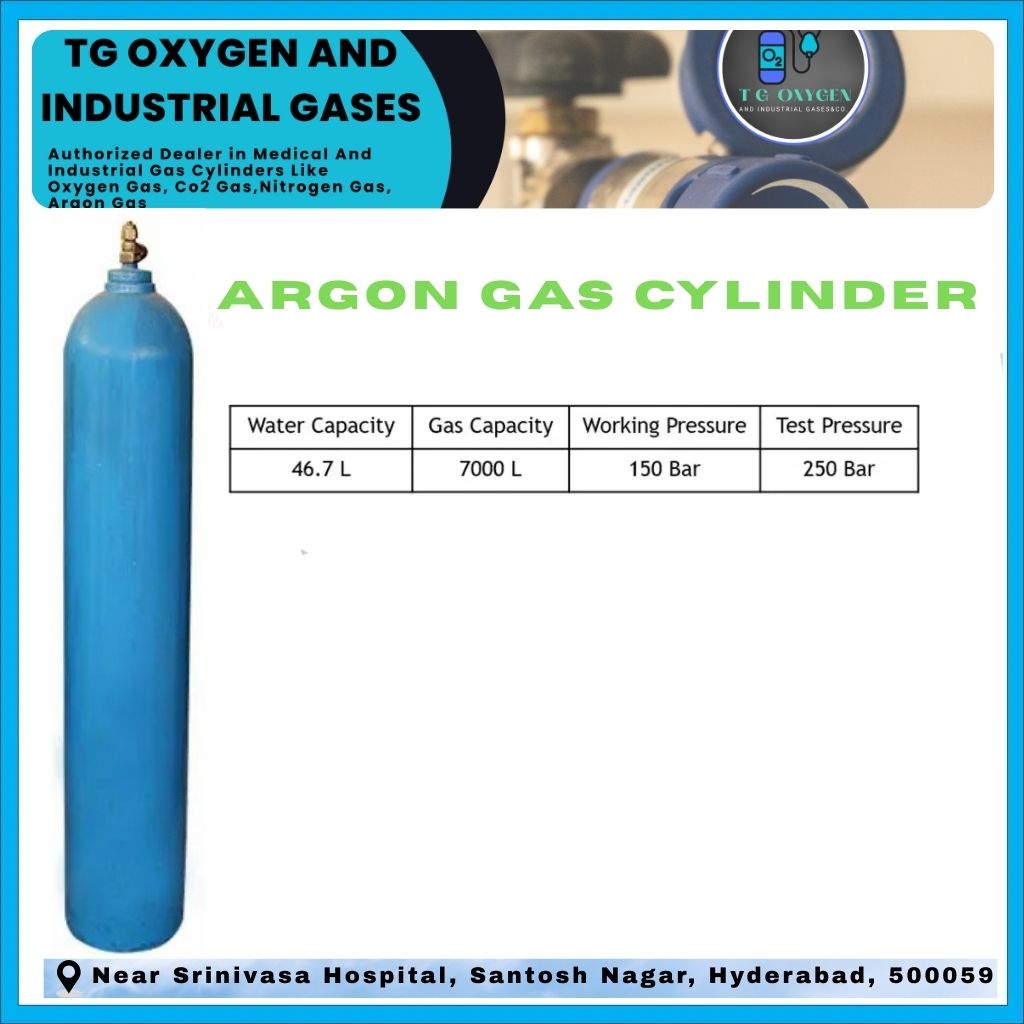 TG OXYGEN AND
INDUSTRIAL GASES
Authorized Dealer in Medical And
Industrial Gas Cylinders Like
Oxygen Gas, Co2 Gas,Nitrogen Gas,
Argon Gas
O2
T G OXYGEN
AND INDUSTRIAL GASES&CO.
ARGON GAS CYLINDER
Water Capacity Gas Capacity Working Pressure Test Pressure
46.7 L 7000 L 150 Bar 250 Bar
Near Srinivasa Hospital, Santosh Nagar, Hyderabad, 500059